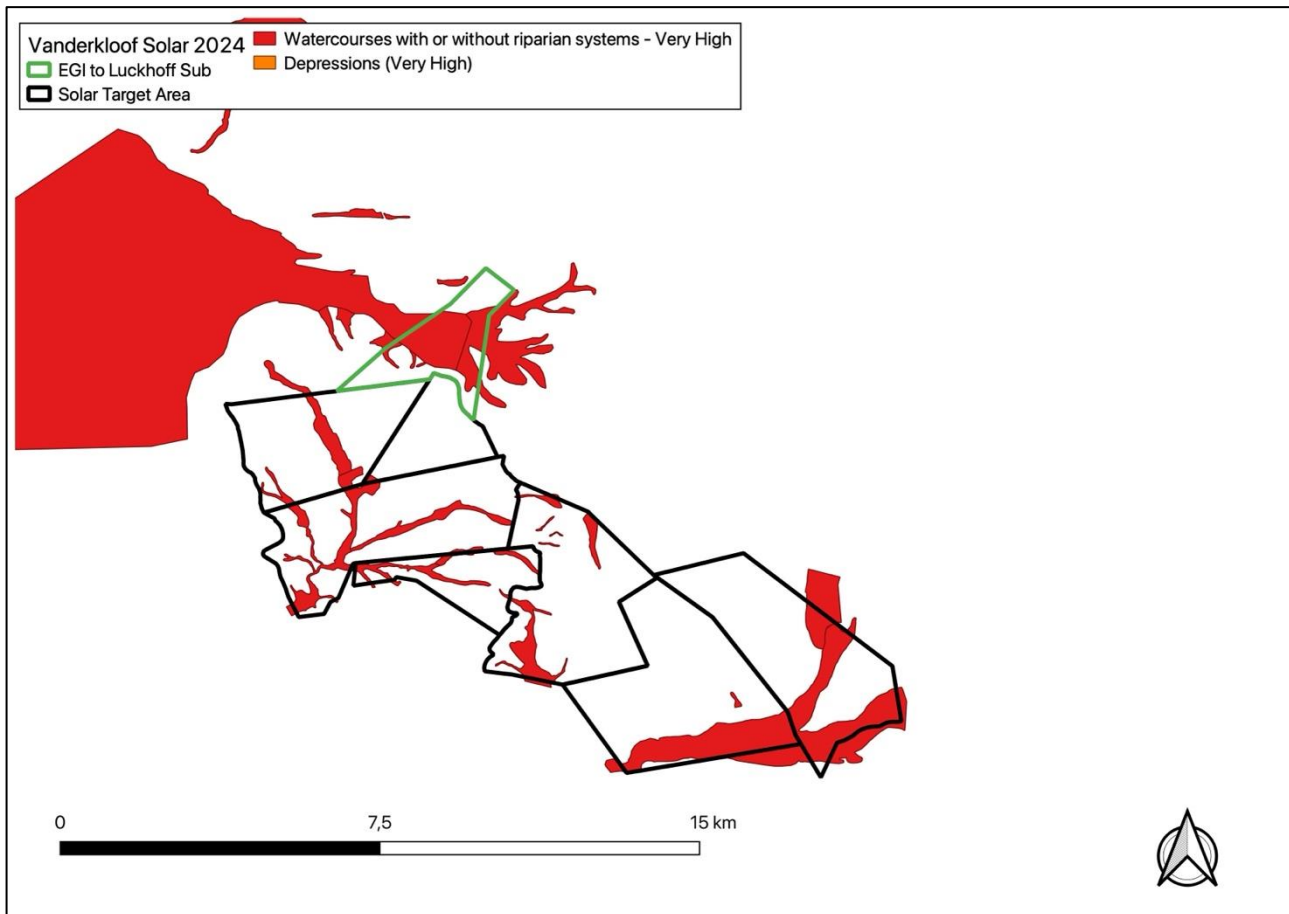 Vanderkloof Solar 2024
EGI to Luckhoff Sub
Solar Target Area
Watercourses with or without riparian systems - Very High
Depressions (Very High)
0 7,5 15 km